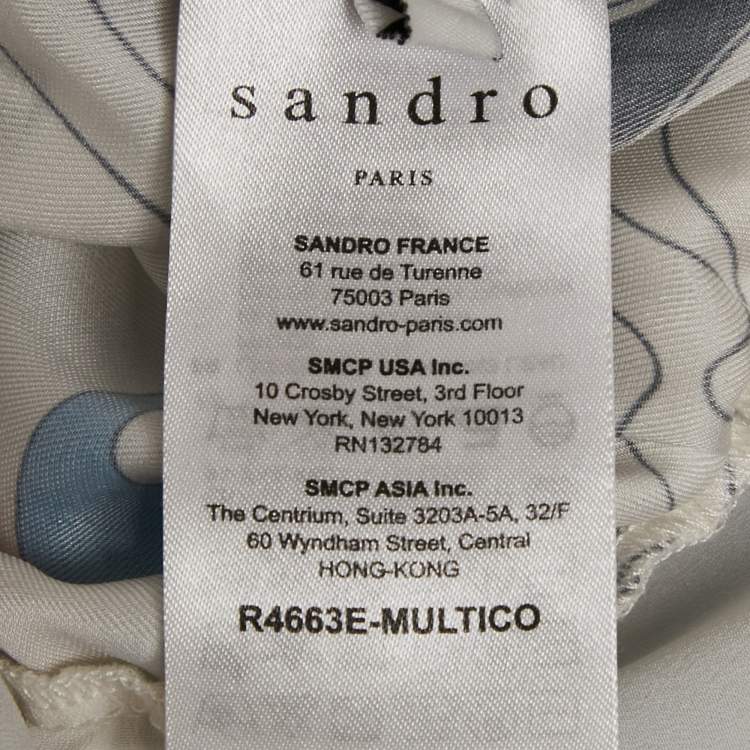 sandro
PARIS
SANDRO FRANCE
61 rue de Turenne
75003 Paris
www.sandro-paris.com
SMCP USA Inc.
10 Crosby Street, 3rd Floor
New York, New York 10013
RN132784
SMCP ASIA Inc.
The Centrium, Suite 3203A-5A, 32/F
60 Wyndham Street, Central
HONG-KONG
R4663E-MULTICO